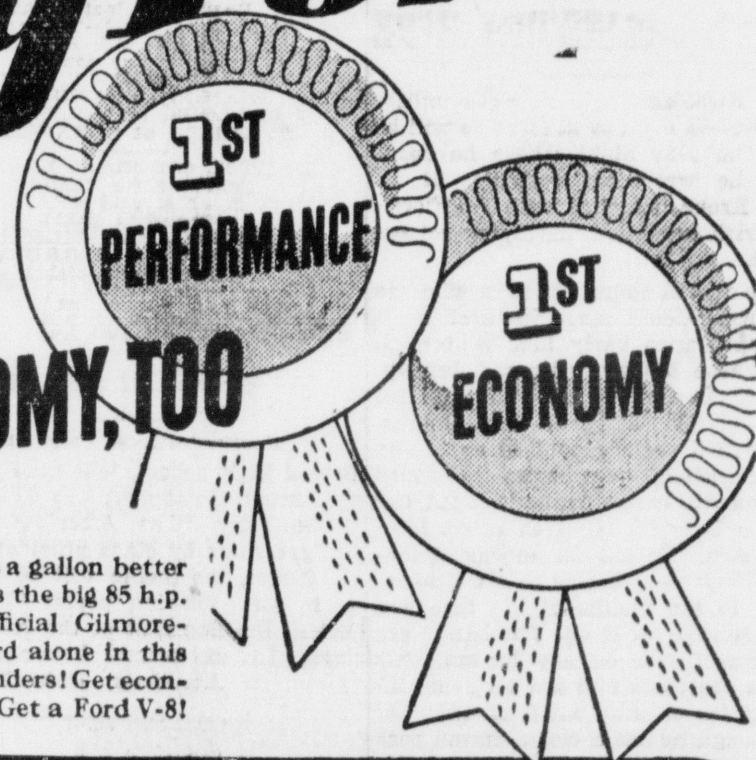 1ST
PERFORMANCE
1ST
ECONOMY
OMY, TOO
a gallon better
s the big 85 h.p.
ficial Gilmore-
rd alone in this
nders! Get econ-
Get a Ford V-8!